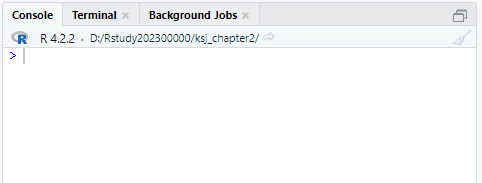 Console Terminal × Background Jobs ×
R R 4.2.2 · D:/Rstudy202300000/ksj_chapter2/
>